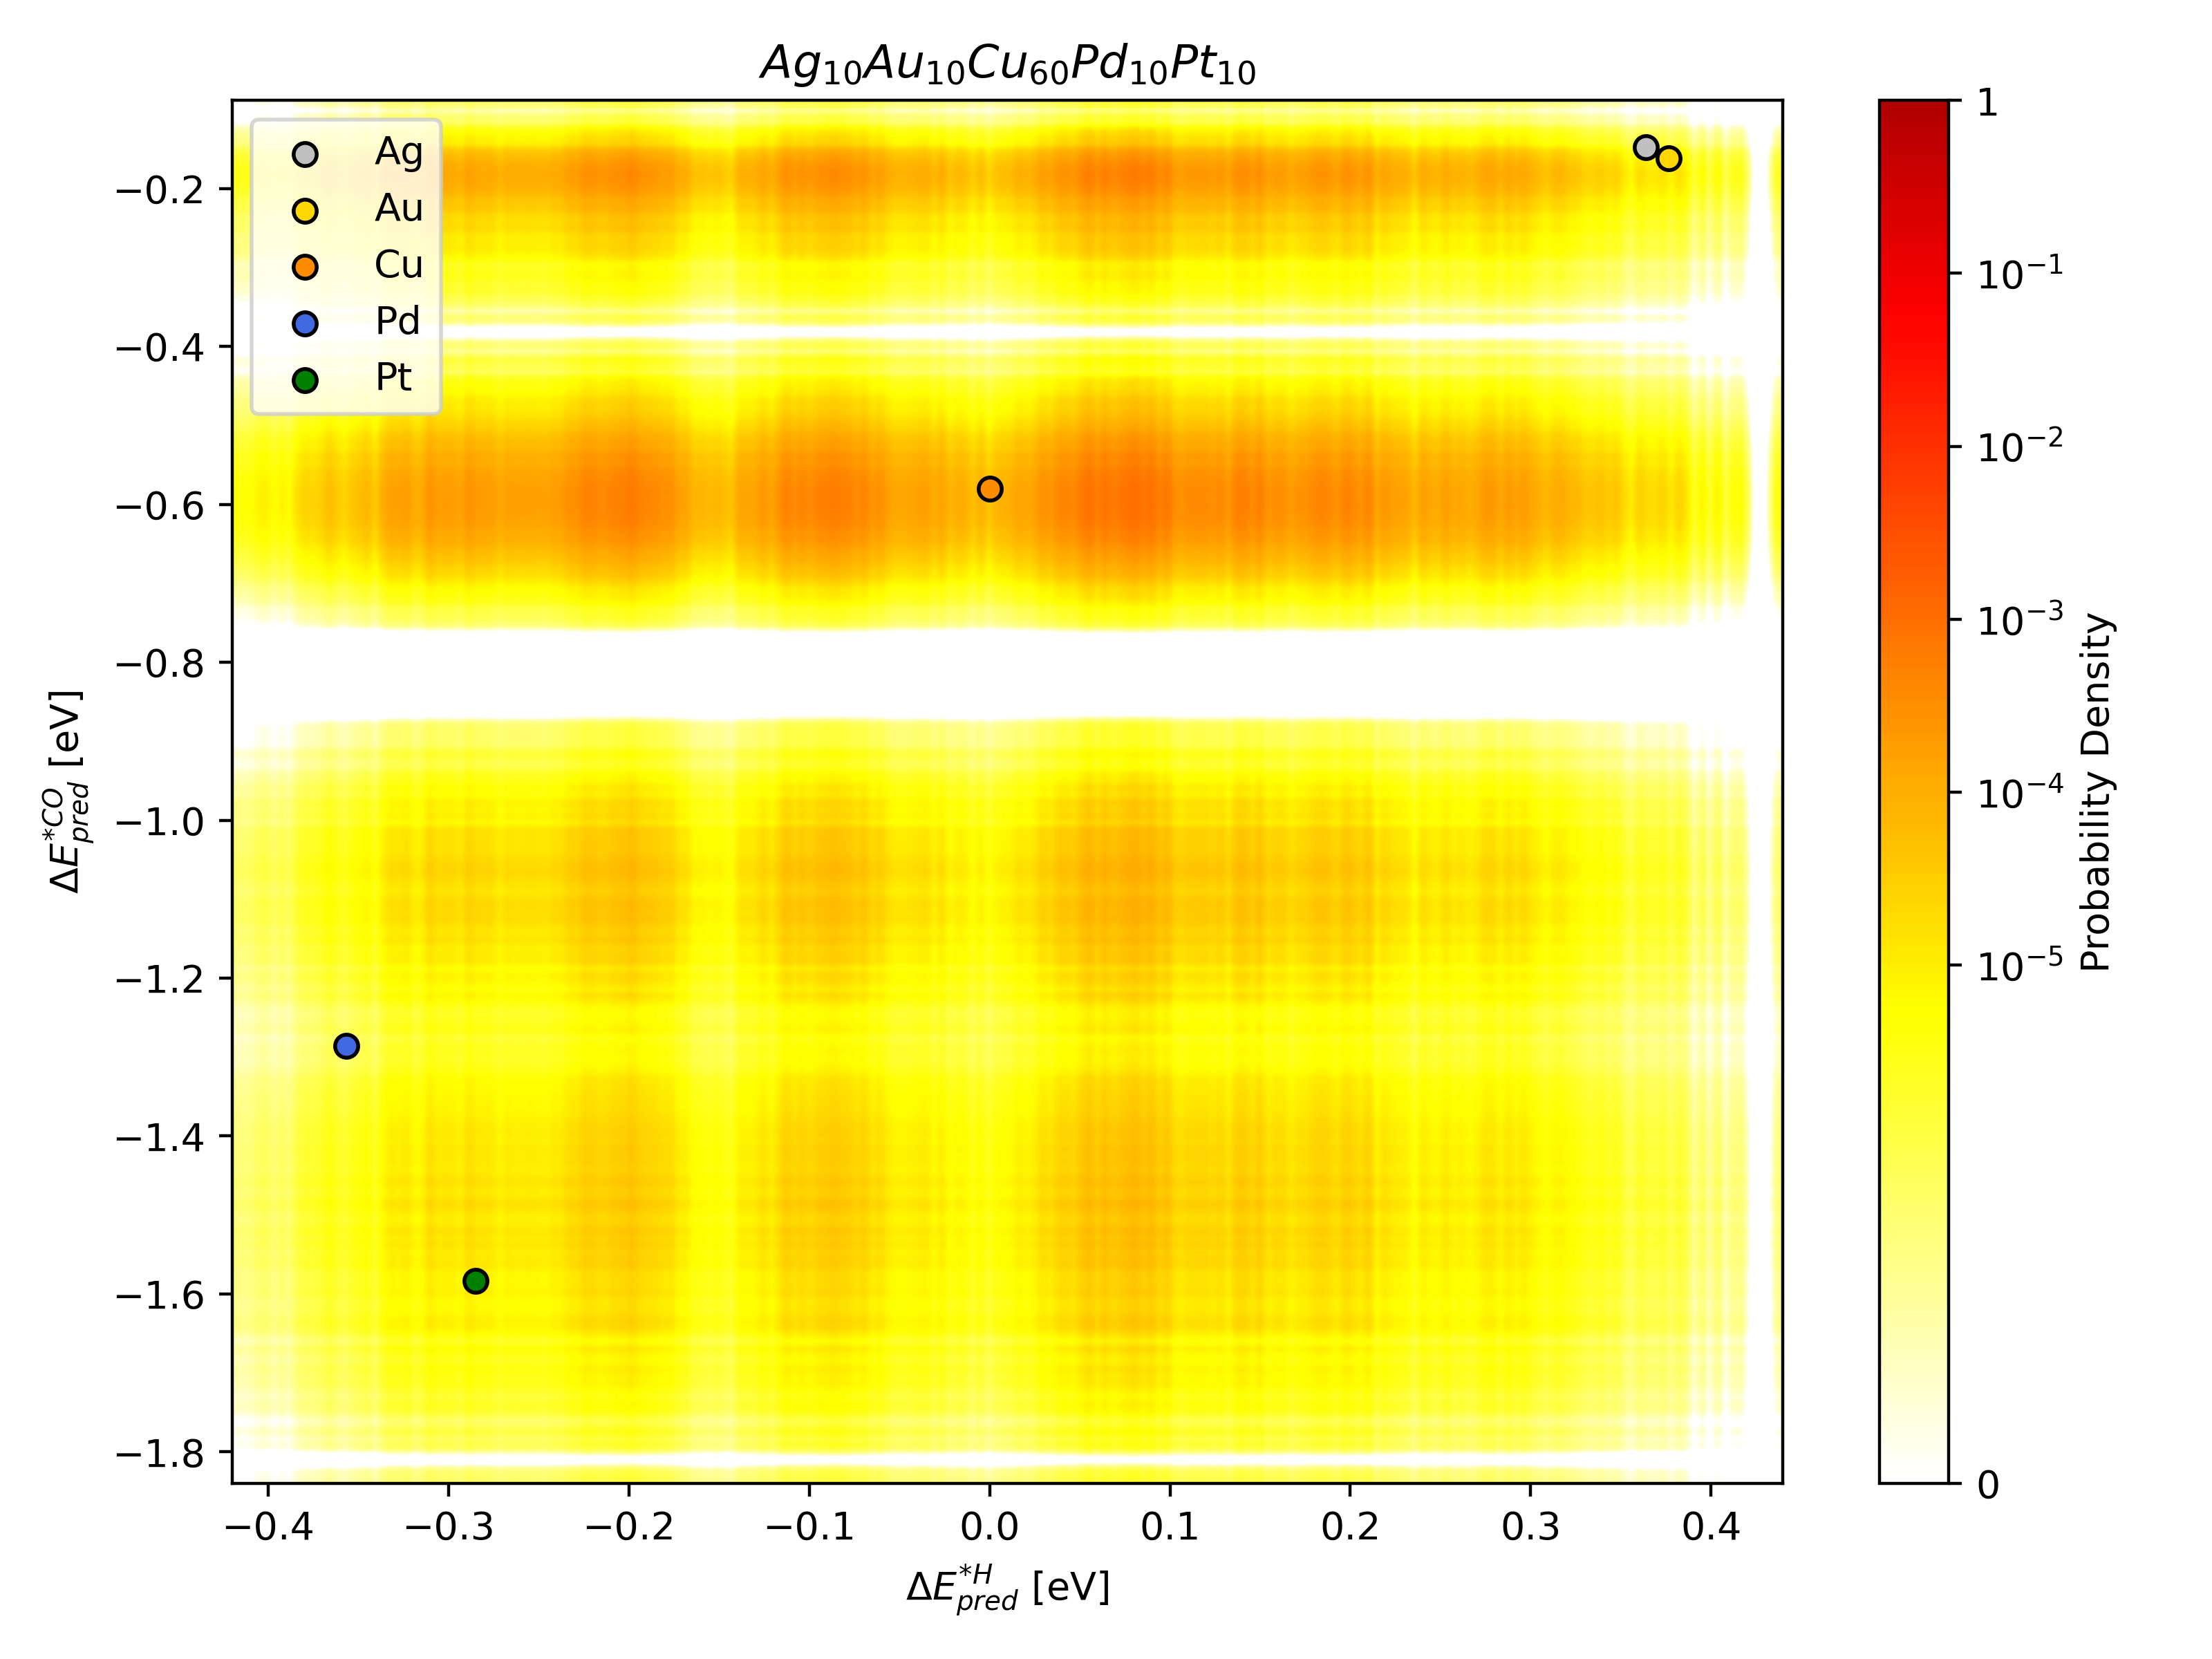 Ag₁₀Au₁₀Cu₆₀Pd₁₀Pt₁₀
Ag
Au
Cu
Pd
Pt
−0.2
−0.4
−0.6
−0.8
−1.0
−1.2
−1.4
−1.6
−1.8
ΔE^{*CO}_{pred} [eV]
−0.4 −0.3 −0.2 −0.1 0.0 0.1 0.2 0.3 0.4
ΔE^{*H}_{pred} [eV]
1
10⁻¹
10⁻²
10⁻³
10⁻⁴
10⁻⁵
0
Probability Density